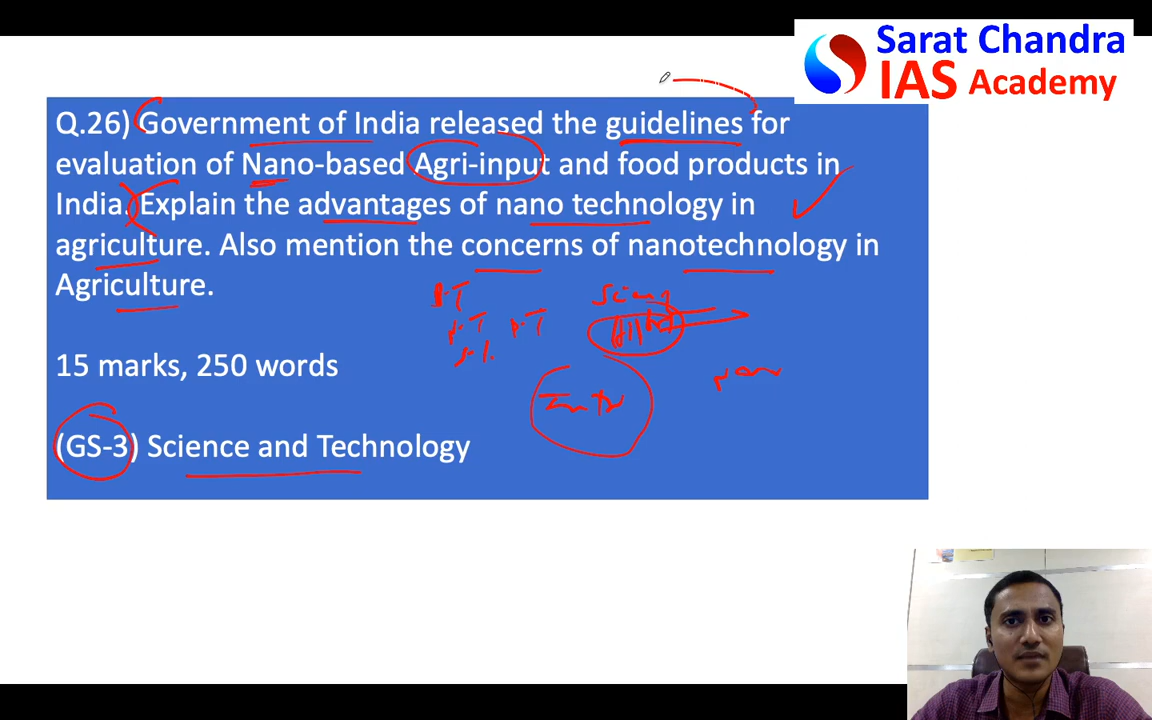 Sarat Chandra
IAS Academy
Q.26) Government of India released the guidelines for
evaluation of Nano-based Agri-input and food products in
India. Explain the advantages of nano technology in
agriculture. Also mention the concerns of nanotechnology in
Agriculture.
15 marks, 250 words
(GS-3) Science and Technology